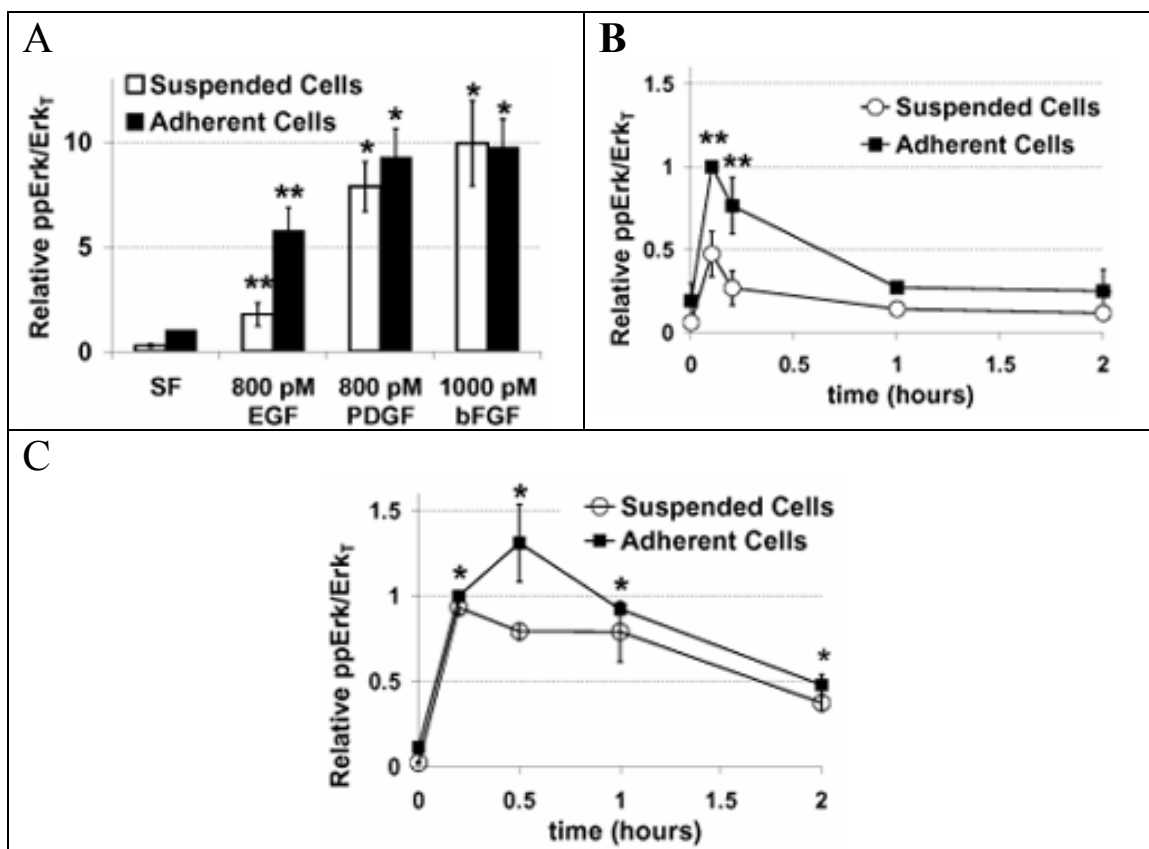 A
Suspended Cells
Adherent Cells
Relative ppErk/Erk_T
10
5
0
** ** * * * *
SF
800 pM EGF
800 pM PDGF
1000 pM bFGF
B
Suspended Cells
Adherent Cells
Relative ppErk/Erk_T
1.5
1
0.5
0
** **
0 0.5 1 1.5 2
time (hours)
C
Suspended Cells
Adherent Cells
Relative ppErk/Erk_T
1.5
1
0.5
0
* * * *
0 0.5 1 1.5 2
time (hours)